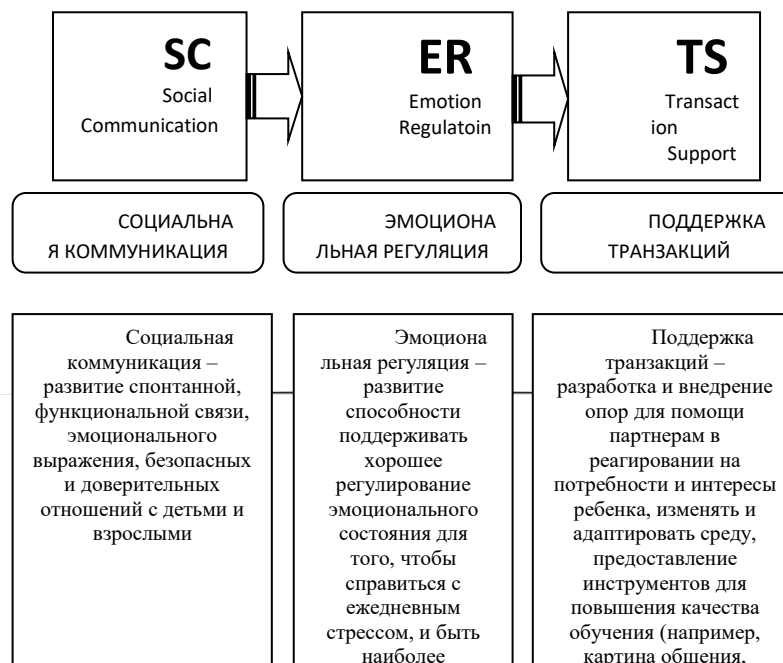 SC
Social
Communication
ER
Emotion
Regulatoin
TS
Transact
ion
Support
СОЦИАЛЬНА
Я КОММУНИКАЦИЯ
ЭМОЦИОНА
ЛЬНАЯ РЕГУЛЯЦИЯ
ПОДДЕРЖКА
ТРАНЗАКЦИЙ
Социальная
коммуникация –
развитие спонтанной,
функциональной связи,
эмоционального
выражения, безопасных
и доверительных
отношений с детьми и
взрослыми
Эмоциона
льная регуляция –
развитие
способности
поддерживать
хорошее
регулирование
эмоционального
состояния для
того, чтобы
справиться с
ежедневным
стрессом, и быть
наиболее
Поддержка
транзакций –
разработка и внедрение
опор для помощи
партнерам в
реагировании на
потребности и интересы
ребенка, изменять и
адаптировать среду,
предоставление
инструментов для
повышения качества
обучения (например,
картина общения,